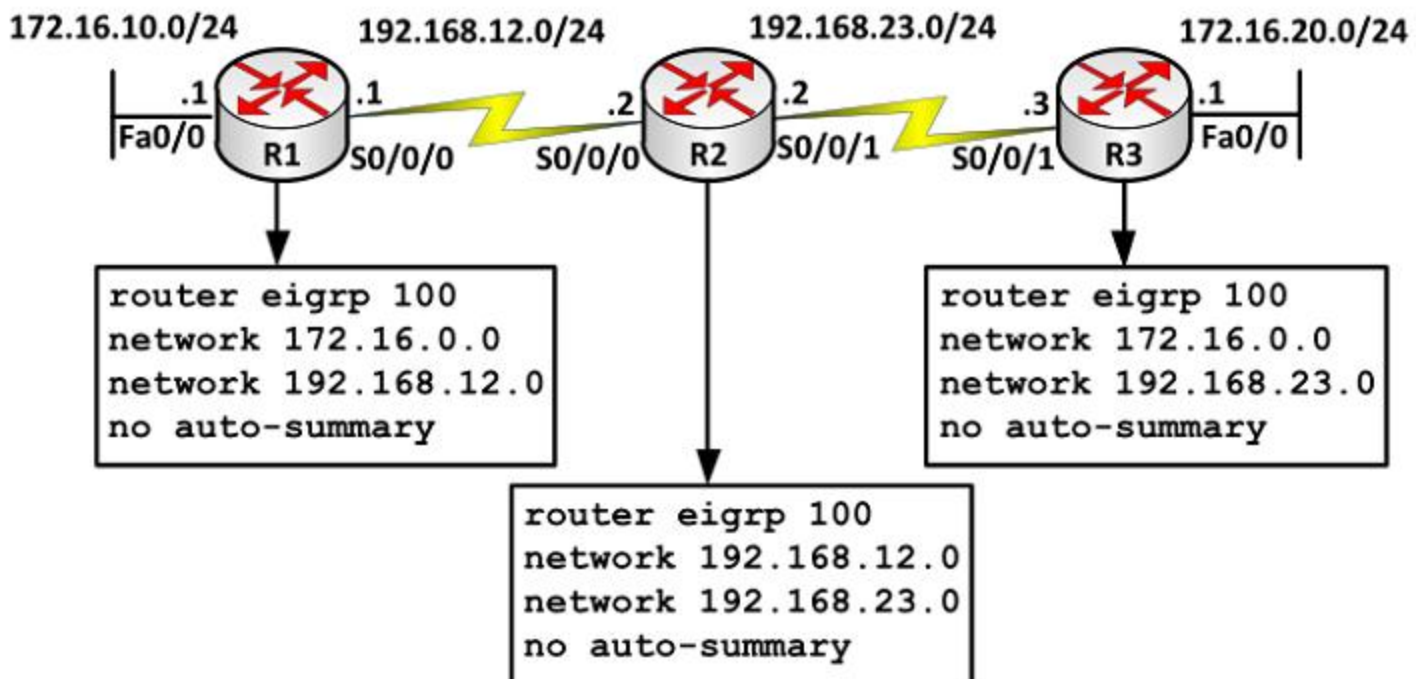 172.16.10.0/24 192.168.12.0/24 192.168.23.0/24 172.16.20.0/24
.1 .1 .2 .2 .3 .1
Fa0/0 R1 S0/0/0 S0/0/0 R2 S0/0/1 S0/0/1 R3 Fa0/0
router eigrp 100
network 172.16.0.0
network 192.168.12.0
no auto-summary
router eigrp 100
network 172.16.0.0
network 192.168.23.0
no auto-summary
router eigrp 100
network 192.168.12.0
network 192.168.23.0
no auto-summary